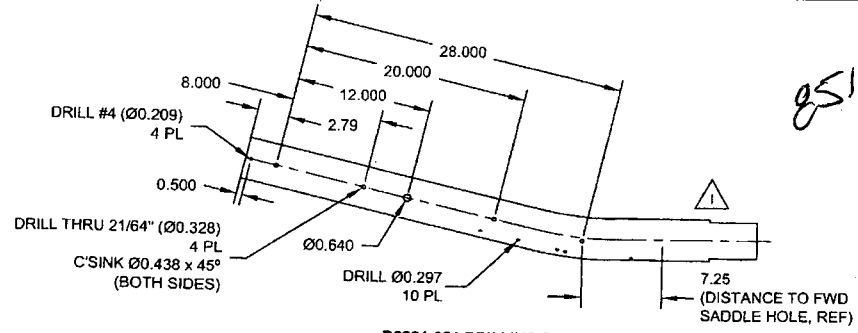 28.000
20.000
8.000
12.000
DRILL #4 (Ø0.209)
4 PL
2.79
0.500
DRILL THRU 21/64" (Ø0.328)
4 PL
C'SINK Ø0.438 x 45°
(BOTH SIDES)
Ø0.640
DRILL Ø0.297
10 PL
1
7.25
(DISTANCE TO FWD
SADDLE HOLE, REF)